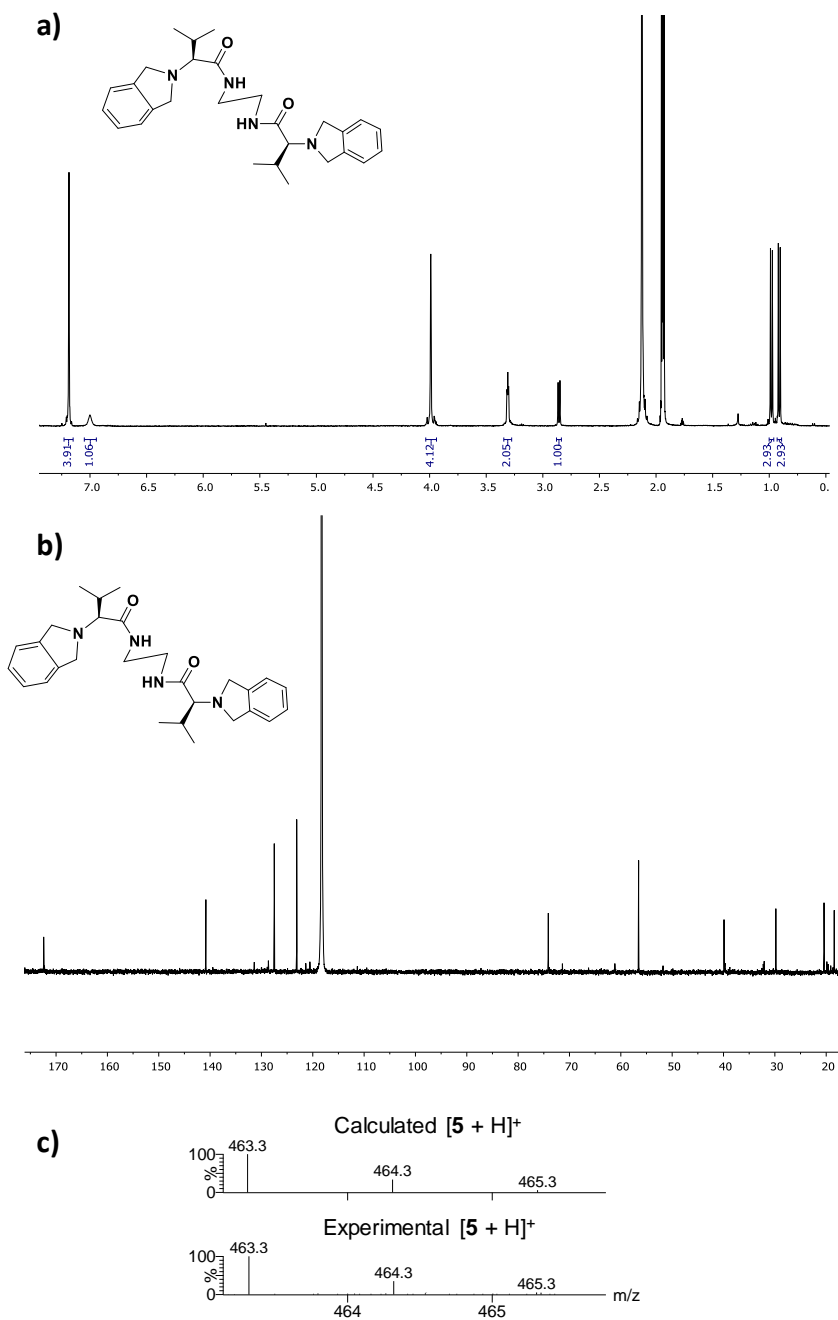 a)
O
N
NH
O
HN
N
3.91
1.06
4.12
2.05
1.00
2.93
2.93
7.0 6.5 6.0 5.5 5.0 4.5 4.0 3.5 3.0 2.5 2.0 1.5 1.0 0.
b)
O
N
NH
O
HN
N
170 160 150 140 130 120 110 100 90 80 70 60 50 40 30 20
c)
Calculated [5 + H]+
463.3
100
%
0
464.3
465.3
Experimental [5 + H]+
463.3
100
%
0
464.3
465.3
m/z
464 465